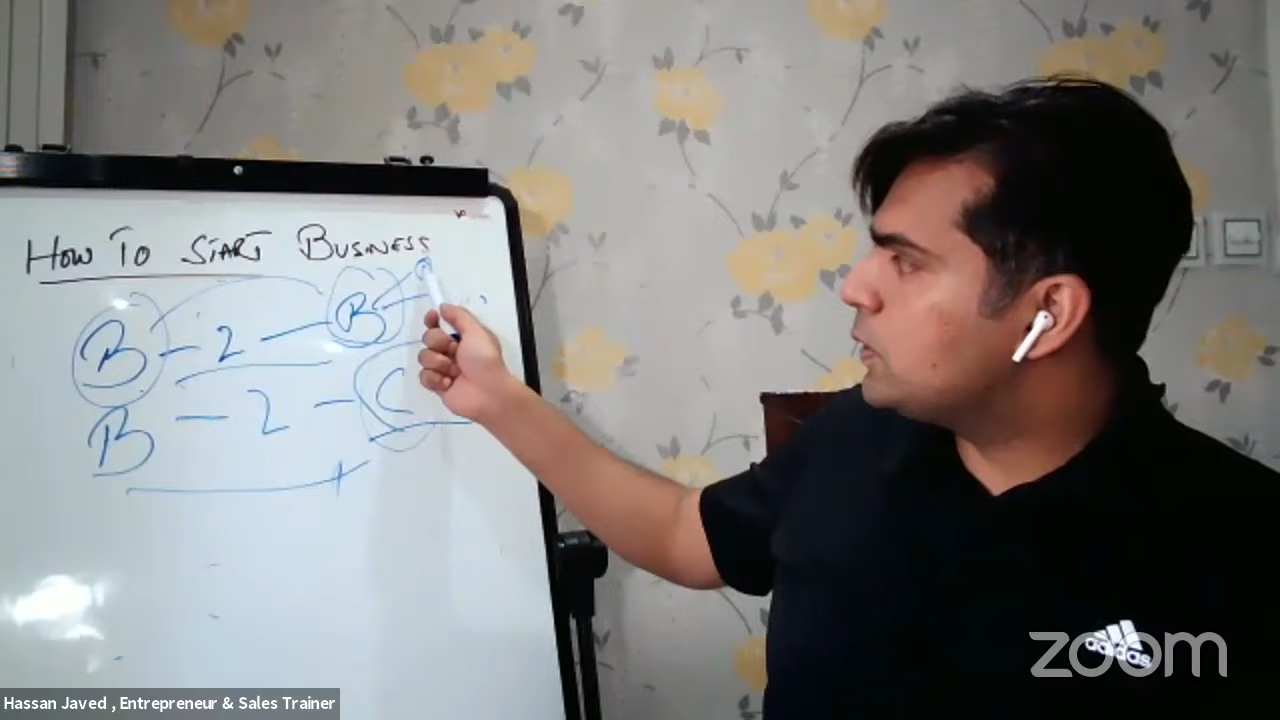 HOW TO START BUSINESS
B - 2 - B
B - 2 - C
adidas
zoom
Hassan Javed , Entrepreneur & Sales Trainer